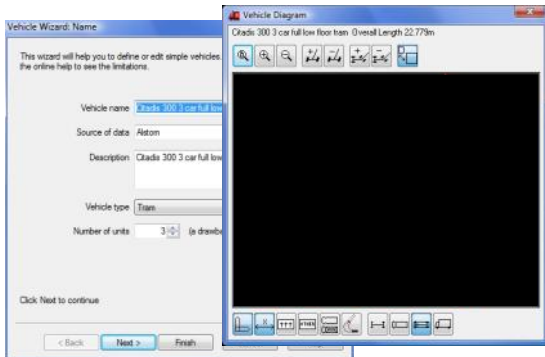 Vehicle Wizard: Name
This wizard will help you to define or edit simple vehicles.
the online help to see the limitations.
Vehicle name Citadis 300 3 car full low
Source of data Alstom
Description Citadis 300 3 car full low
Vehicle type Tram
Number of units 3 (a drawba
Click Next to continue
< Back Next > Finish
Vehicle Diagram
Citadis 300 3 car full low floor tram Overall Length 22.779m